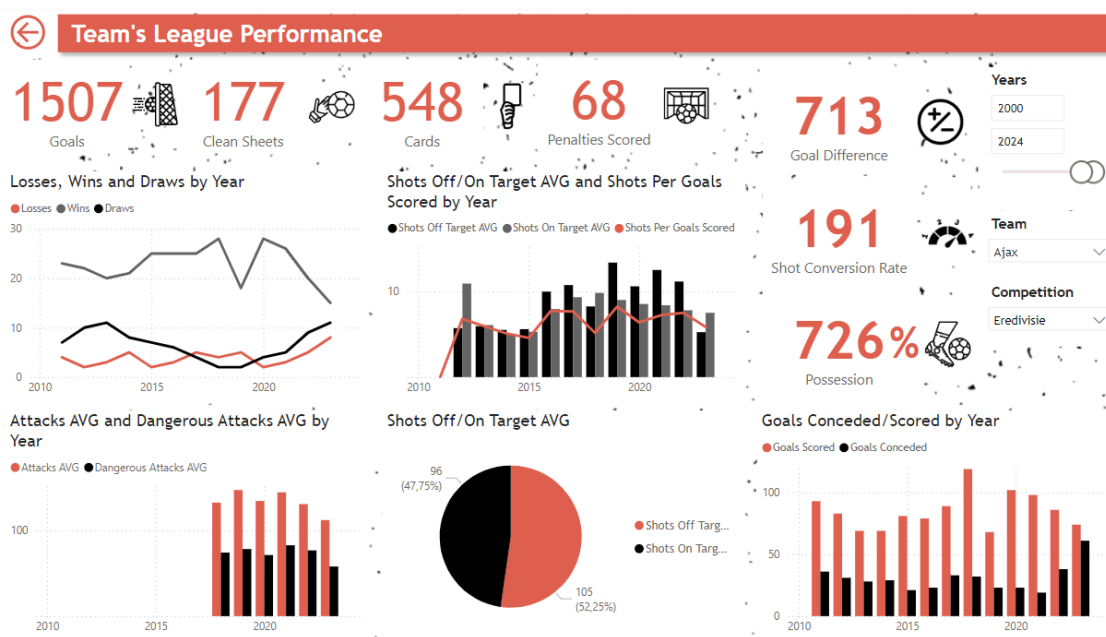 Team's League Performance
1507
Goals
177
Clean Sheets
548
Cards
68
Penalties Scored
713
Goal Difference
Years
2000
2024
Losses, Wins and Draws by Year
Losses Wins Draws
30
20
10
0
2010 2015 2020
Shots Off/On Target AVG and Shots Per Goals
Scored by Year
Shots Off Target AVG Shots On Target AVG Shots Per Goals Scored
10
2010 2015 2020
191
Shot Conversion Rate
Team
Ajax
726%
Possession
Competition
Eredivisie
Attacks AVG and Dangerous Attacks AVG by
Year
Attacks AVG Dangerous Attacks AVG
100
2010 2015 2020
Shots Off/On Target AVG
96
(47,75%)
105
(52,25%)
Shots Off Targ...
Shots On Targ...
Goals Conceded/Scored by Year
Goals Scored Goals Conceded
100
50
0
2010 2015 2020